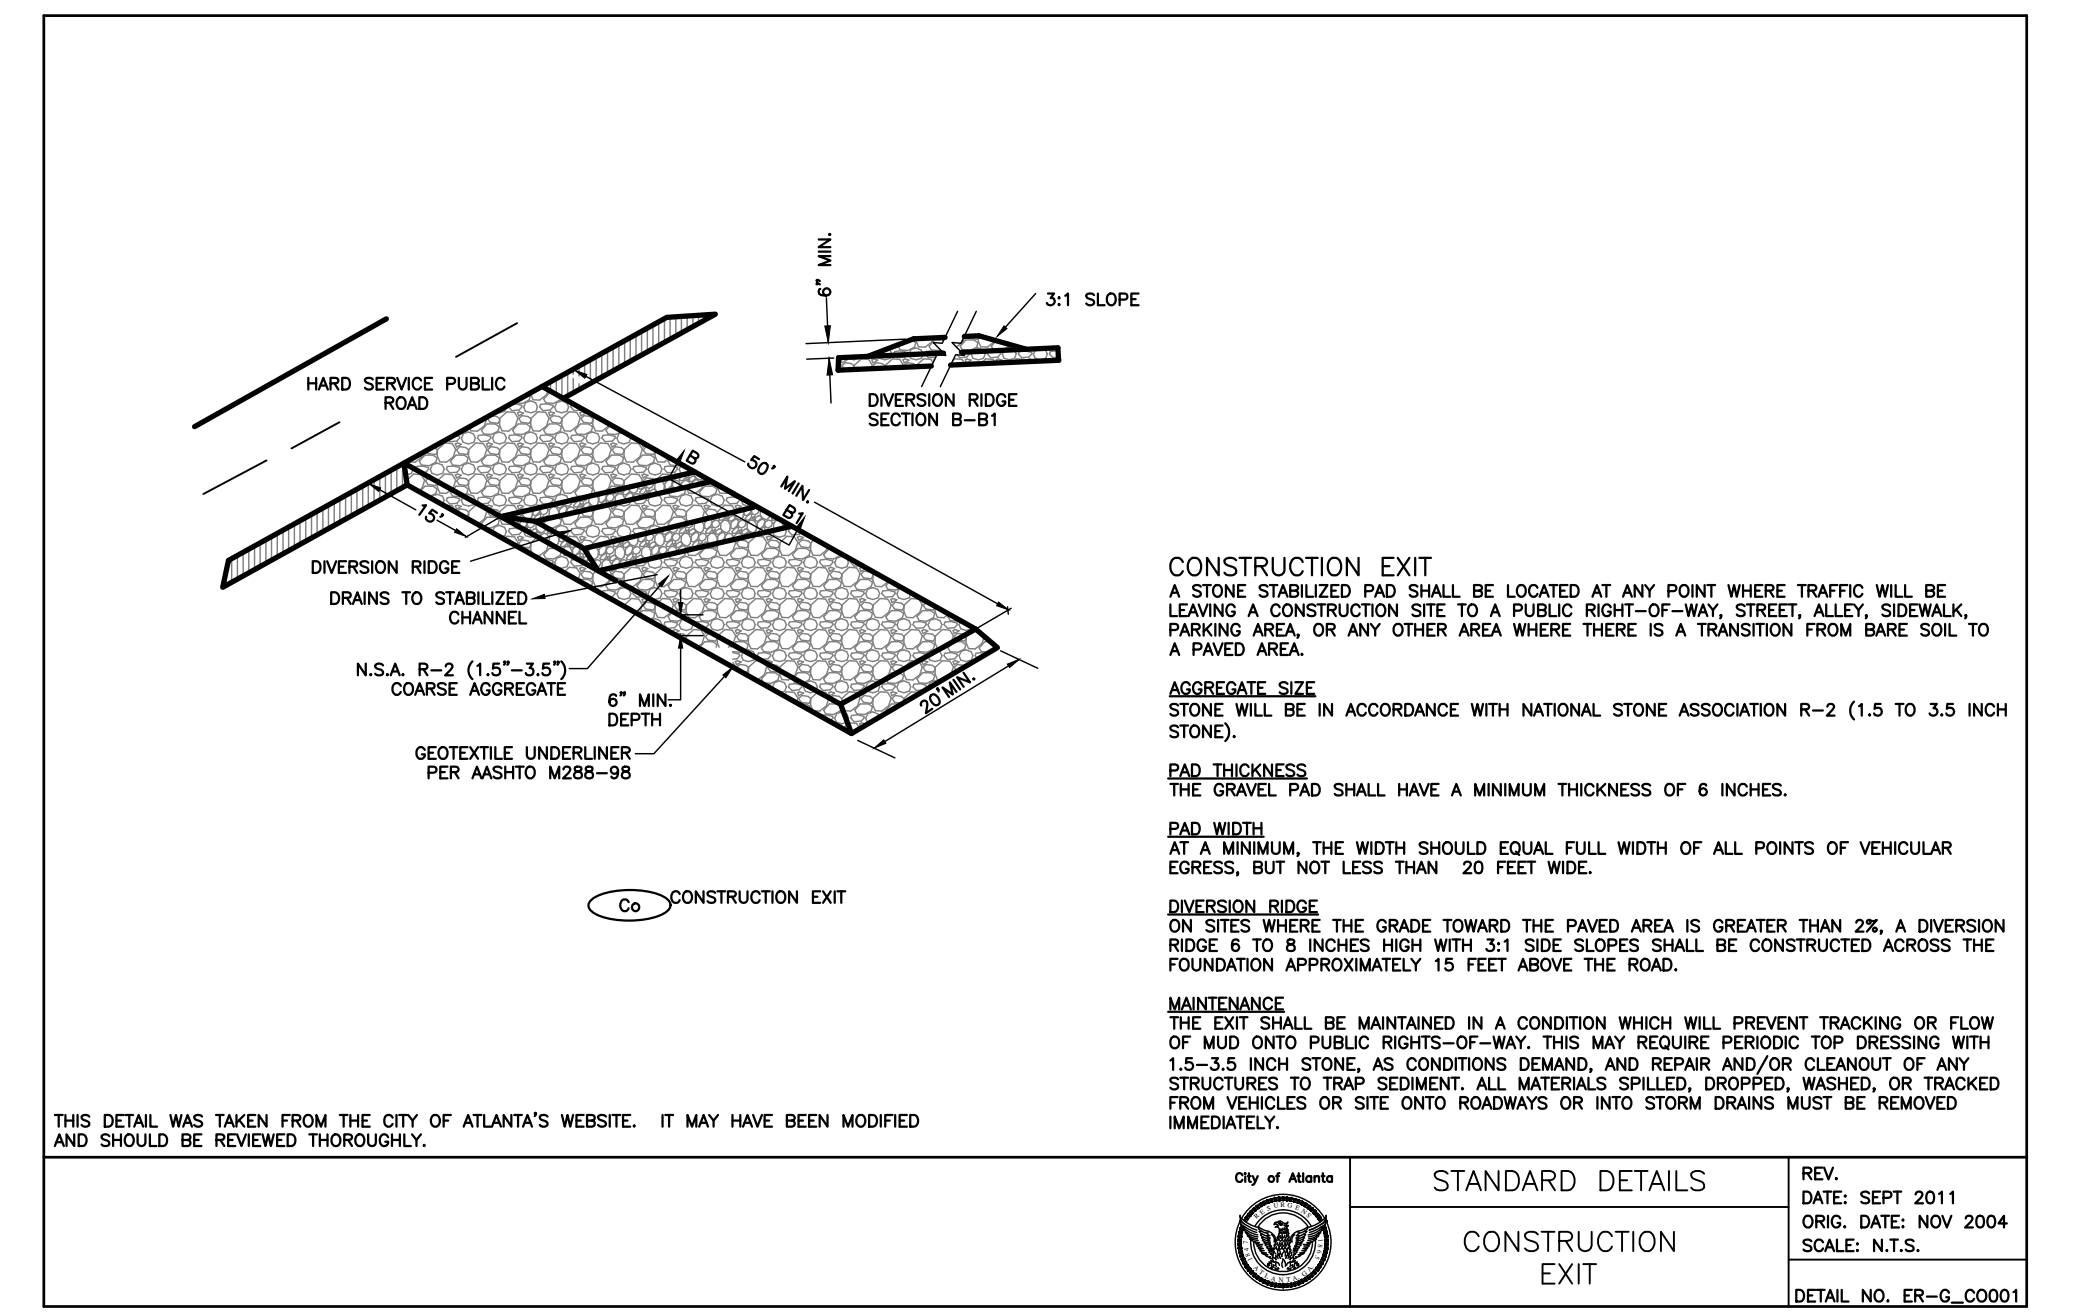 6" MIN.
3:1 SLOPE
DIVERSION RIDGE
SECTION B-B1
HARD SERVICE PUBLIC
ROAD
B
50' MIN.
B1
15'
DIVERSION RIDGE
DRAINS TO STABILIZED
CHANNEL
N.S.A. R-2 (1.5"-3.5")
COARSE AGGREGATE
6" MIN.
DEPTH
20'MIN.
GEOTEXTILE UNDERLINER
PER AASHTO M288-98
Co
CONSTRUCTION EXIT
CONSTRUCTION EXIT
A STONE STABILIZED PAD SHALL BE LOCATED AT ANY POINT WHERE TRAFFIC WILL BE
LEAVING A CONSTRUCTION SITE TO A PUBLIC RIGHT-OF-WAY, STREET, ALLEY, SIDEWALK,
PARKING AREA, OR ANY OTHER AREA WHERE THERE IS A TRANSITION FROM BARE SOIL TO
A PAVED AREA.
AGGREGATE SIZE
STONE WILL BE IN ACCORDANCE WITH NATIONAL STONE ASSOCIATION R-2 (1.5 TO 3.5 INCH
STONE).
PAD THICKNESS
THE GRAVEL PAD SHALL HAVE A MINIMUM THICKNESS OF 6 INCHES.
PAD WIDTH
AT A MINIMUM, THE WIDTH SHOULD EQUAL FULL WIDTH OF ALL POINTS OF VEHICULAR
EGRESS, BUT NOT LESS THAN 20 FEET WIDE.
DIVERSION RIDGE
ON SITES WHERE THE GRADE TOWARD THE PAVED AREA IS GREATER THAN 2%, A DIVERSION
RIDGE 6 TO 8 INCHES HIGH WITH 3:1 SIDE SLOPES SHALL BE CONSTRUCTED ACROSS THE
FOUNDATION APPROXIMATELY 15 FEET ABOVE THE ROAD.
MAINTENANCE
THE EXIT SHALL BE MAINTAINED IN A CONDITION WHICH WILL PREVENT TRACKING OR FLOW
OF MUD ONTO PUBLIC RIGHTS-OF-WAY. THIS MAY REQUIRE PERIODIC TOP DRESSING WITH
1.5-3.5 INCH STONE, AS CONDITIONS DEMAND, AND REPAIR AND/OR CLEANOUT OF ANY
STRUCTURES TO TRAP SEDIMENT. ALL MATERIALS SPILLED, DROPPED, WASHED, OR TRACKED
FROM VEHICLES OR SITE ONTO ROADWAYS OR INTO STORM DRAINS MUST BE REMOVED
IMMEDIATELY.
THIS DETAIL WAS TAKEN FROM THE CITY OF ATLANTA'S WEBSITE. IT MAY HAVE BEEN MODIFIED
AND SHOULD BE REVIEWED THOROUGHLY.
City of Atlanta
RESURGENS
1847 ATLANTA, GA. 1865
STANDARD DETAILS
CONSTRUCTION
EXIT
REV.
DATE: SEPT 2011
ORIG. DATE: NOV 2004
SCALE: N.T.S.
DETAIL NO. ER-G_CO001